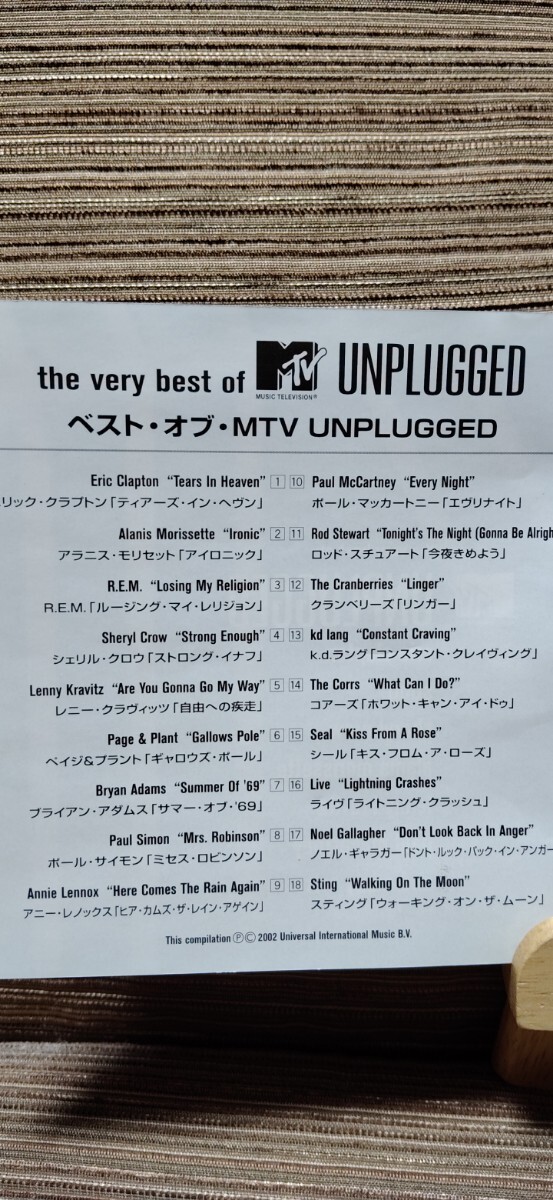 the very best of MTV UNPLUGGED
MUSIC TELEVISION®
ベスト・オブ・MTV UNPLUGGED
Eric Clapton “Tears In Heaven” 1
リック・クラプトン「ティアーズ・イン・ヘヴン」
Alanis Morissette “Ironic” 2
アラニス・モリセット「アイロニック」
R.E.M. “Losing My Religion” 3
R.E.M.「ルージング・マイ・レリジョン」
Sheryl Crow “Strong Enough” 4
シェリル・クロウ「ストロング・イナフ」
Lenny Kravitz “Are You Gonna Go My Way” 5
レニー・クラヴィッツ「自由への疾走」
Page & Plant “Gallows Pole” 6
ペイジ&プラント「ギャロウズ・ポール」
Bryan Adams “Summer Of '69” 7
ブライアン・アダムス「サマー・オブ・'69」
Paul Simon “Mrs. Robinson” 8
ポール・サイモン「ミセス・ロビンソン」
Annie Lennox “Here Comes The Rain Again” 9
アニー・レノックス「ヒア・カムズ・ザ・レイン・アゲイン」
10 Paul McCartney “Every Night”
ポール・マッカートニー「エヴリナイト」
11 Rod Stewart “Tonight's The Night (Gonna Be Alrigh
ロッド・スチュアート「今夜きめよう」
12 The Cranberries “Linger”
クランベリーズ「リンガー」
13 kd lang “Constant Craving”
k.d.ラング「コンスタント・クレイヴィング」
14 The Corrs “What Can I Do?”
コアーズ「ホワット・キャン・アイ・ドゥ」
15 Seal “Kiss From A Rose”
シール「キス・フロム・ア・ローズ」
16 Live “Lightning Crashes”
ライヴ「ライトニング・クラッシュ」
17 Noel Gallagher “Don't Look Back In Anger”
ノエル・ギャラガー「ドント・ルック・バック・イン・アンガー
18 Sting “Walking On The Moon”
スティング「ウォーキング・オン・ザ・ムーン」
This compilation ℗© 2002 Universal International Music B.V.